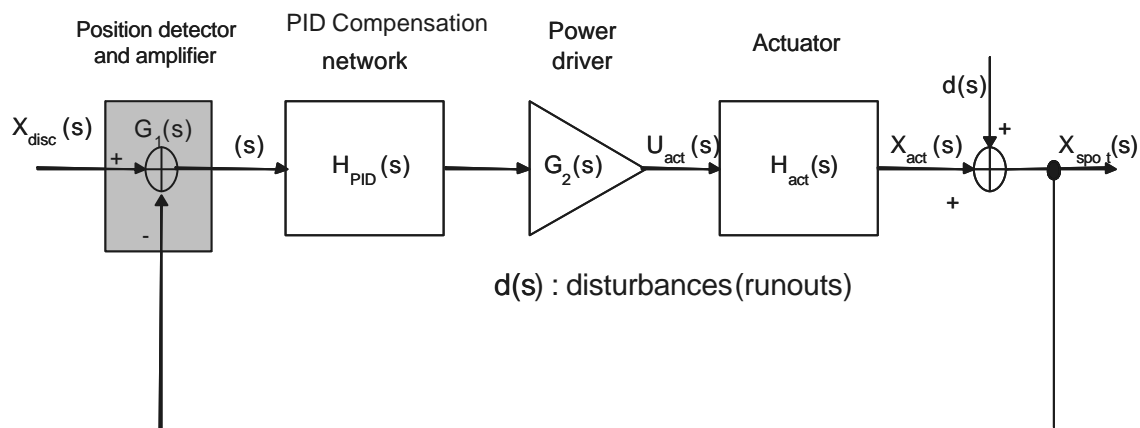 Position detector
and amplifier
PID Compensation
network
Power
driver
Actuator
d(s)
X_disc (s)
G_1(s)
(s)
H_PID (s)
G_2(s)
U_act (s)
H_act (s)
X_act (s)
X_spo t (s)
+
+
+
-
d(s) : disturbances (runouts)